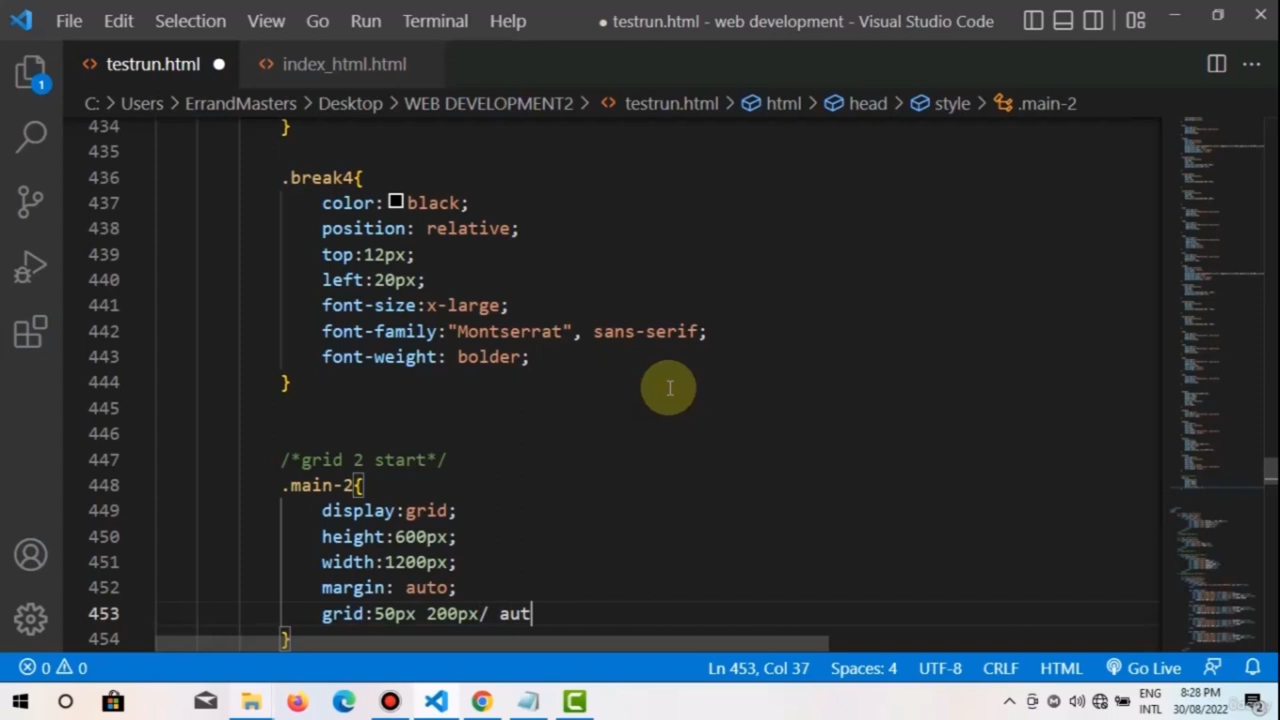 File Edit Selection View Go Run Terminal Help ● testrun.html - web development - Visual Studio Code
testrun.html ● index_html.html
C: > Users > ErrandMasters > Desktop > WEB DEVELOPMENT2 > testrun.html > html > head > style > .main-2
1
434 }
435
436 .break4{
437 color: black;
438 position: relative;
439 top:12px;
440 left:20px;
441 font-size:x-large;
442 font-family:"Montserrat", sans-serif;
443 font-weight: bolder;
444 }
445
446
447 /*grid 2 start*/
448 .main-2{
449 display:grid;
450 height:600px;
451 width:1200px;
452 margin: auto;
453 grid:50px 200px/ aut
454 }
0 0 Ln 453, Col 37 Spaces: 4 UTF-8 CRLF HTML Go Live
ENG 8:28 PM
INTL 30/08/2022 2